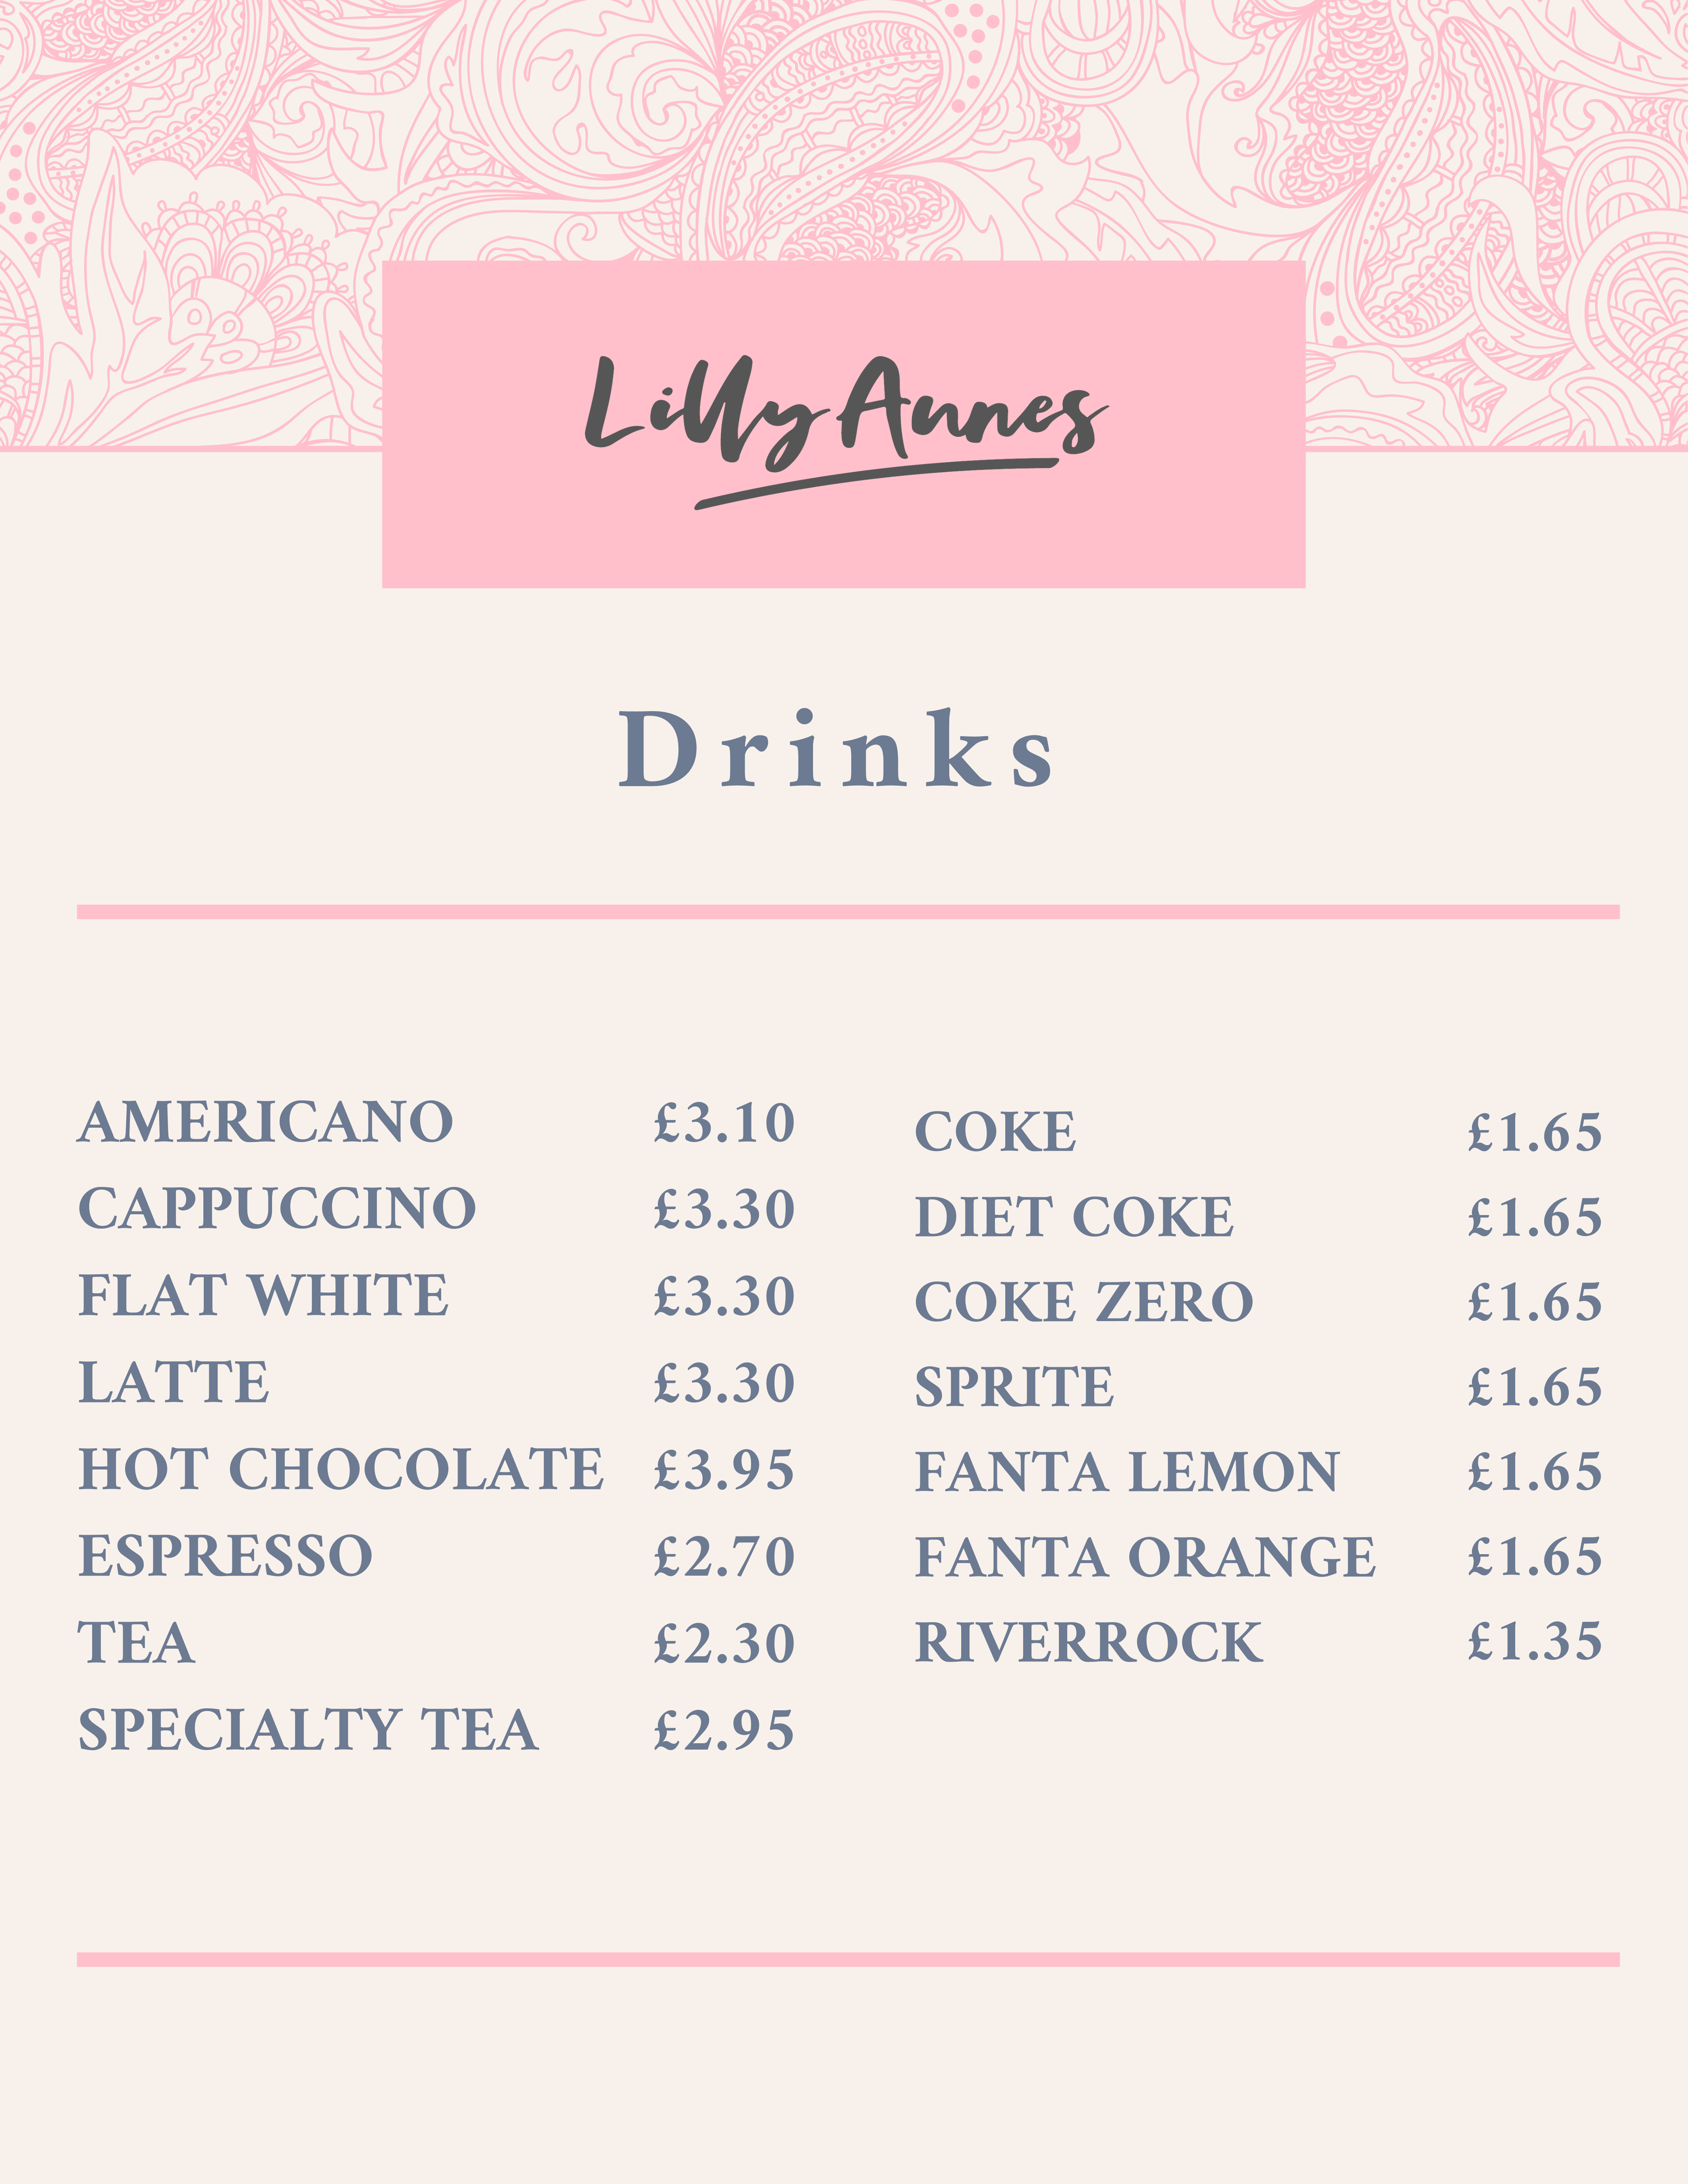 Lilly Annes
Drinks
AMERICANO £3.10
CAPPUCCINO £3.30
FLAT WHITE £3.30
LATTE £3.30
HOT CHOCOLATE £3.95
ESPRESSO £2.70
TEA £2.30
SPECIALTY TEA £2.95
COKE £1.65
DIET COKE £1.65
COKE ZERO £1.65
SPRITE £1.65
FANTA LEMON £1.65
FANTA ORANGE £1.65
RIVERROCK £1.35